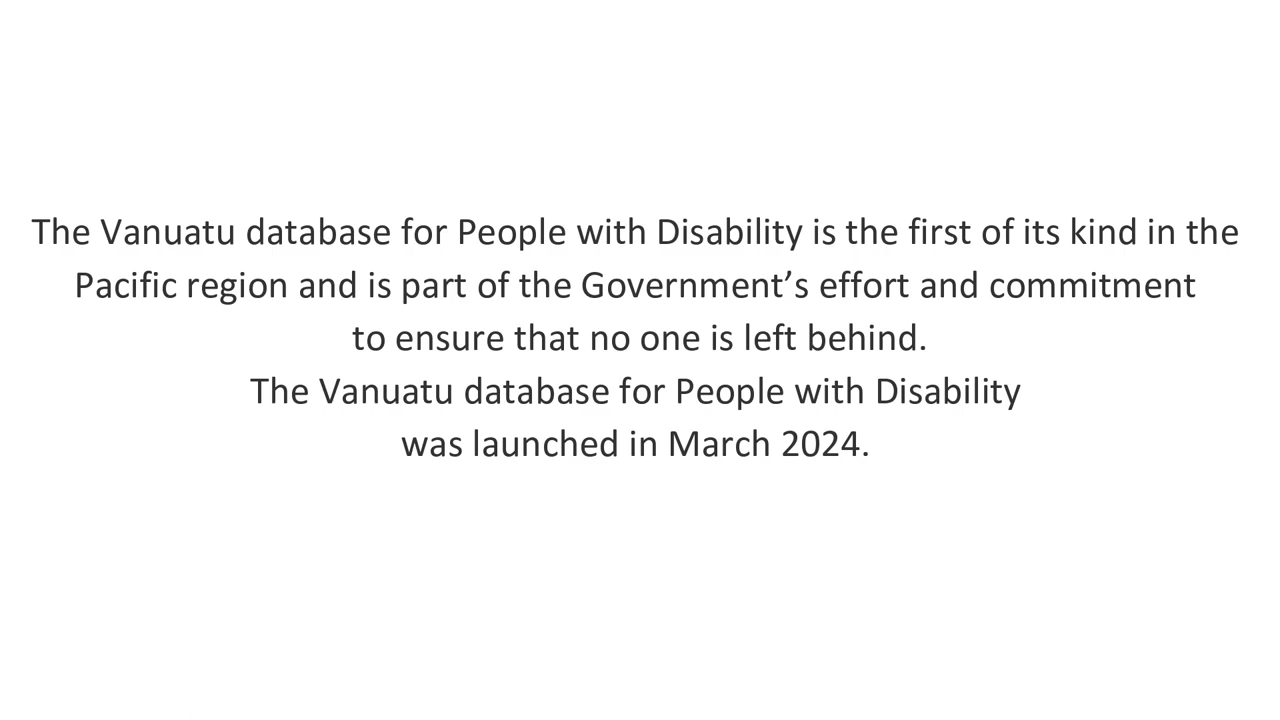 The Vanuatu database for People with Disability is the first of its kind in the
Pacific region and is part of the Government’s effort and commitment
to ensure that no one is left behind.
The Vanuatu database for People with Disability
was launched in March 2024.